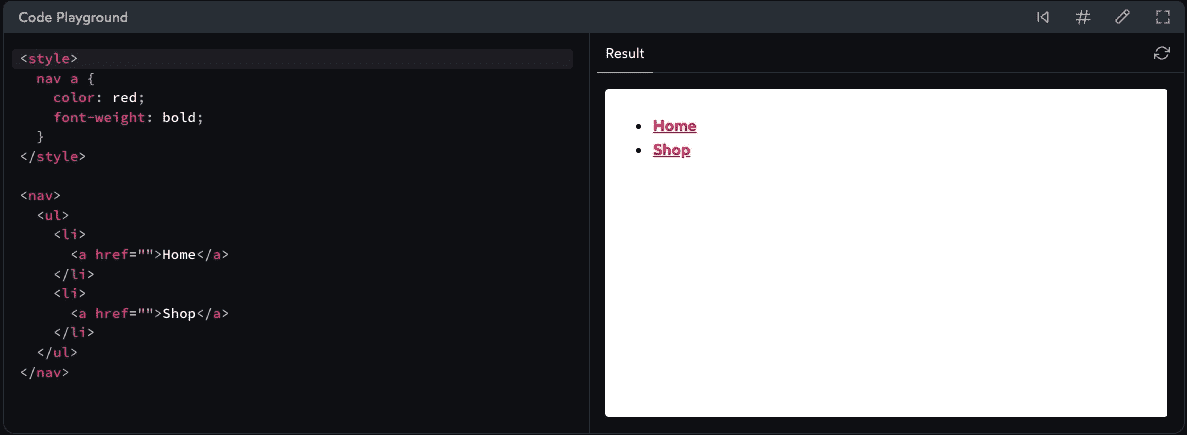 Code Playground
<style>
  nav a {
    color: red;
    font-weight: bold;
  }
</style>

<nav>
  <ul>
    <li>
      <a href="">Home</a>
    </li>
    <li>
      <a href="">Shop</a>
    </li>
  </ul>
</nav>
Result
Home
Shop